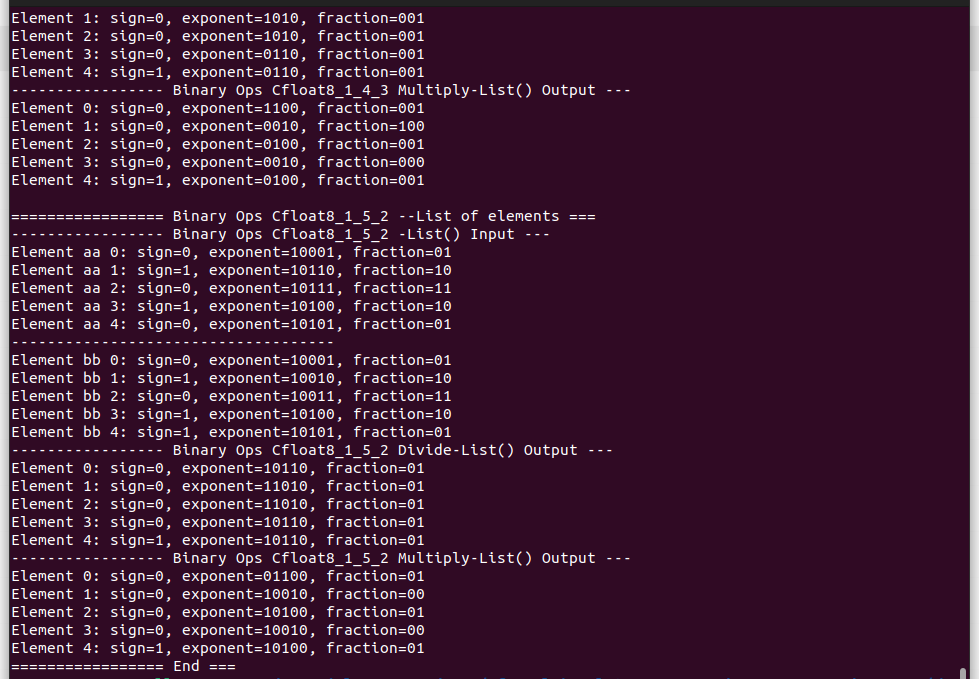 Element 1: sign=0, exponent=1010, fraction=001
Element 2: sign=0, exponent=1010, fraction=001
Element 3: sign=0, exponent=0110, fraction=001
Element 4: sign=1, exponent=0110, fraction=001
----------------- Binary Ops Cfloat8_1_4_3 Multiply-List() Output ---
Element 0: sign=0, exponent=1100, fraction=001
Element 1: sign=0, exponent=0010, fraction=100
Element 2: sign=0, exponent=0100, fraction=001
Element 3: sign=0, exponent=0010, fraction=000
Element 4: sign=1, exponent=0100, fraction=001
================= Binary Ops Cfloat8_1_5_2 --List of elements ===
----------------- Binary Ops Cfloat8_1_5_2 -List() Input ---
Element aa 0: sign=0, exponent=10001, fraction=01
Element aa 1: sign=1, exponent=10110, fraction=10
Element aa 2: sign=0, exponent=10111, fraction=11
Element aa 3: sign=1, exponent=10100, fraction=10
Element aa 4: sign=0, exponent=10101, fraction=01
------------------------------------
Element bb 0: sign=0, exponent=10001, fraction=01
Element bb 1: sign=1, exponent=10010, fraction=10
Element bb 2: sign=0, exponent=10011, fraction=11
Element bb 3: sign=1, exponent=10100, fraction=10
Element bb 4: sign=1, exponent=10101, fraction=01
----------------- Binary Ops Cfloat8_1_5_2 Divide-List() Output ---
Element 0: sign=0, exponent=10110, fraction=01
Element 1: sign=0, exponent=11010, fraction=01
Element 2: sign=0, exponent=11010, fraction=01
Element 3: sign=0, exponent=10110, fraction=01
Element 4: sign=1, exponent=10110, fraction=01
----------------- Binary Ops Cfloat8_1_5_2 Multiply-List() Output ---
Element 0: sign=0, exponent=01100, fraction=01
Element 1: sign=0, exponent=10010, fraction=00
Element 2: sign=0, exponent=10100, fraction=01
Element 3: sign=0, exponent=10010, fraction=00
Element 4: sign=1, exponent=10100, fraction=01
================= End ===